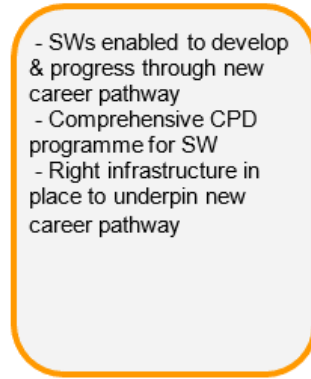 - SWs enabled to develop
& progress through new
career pathway
- Comprehensive CPD
programme for SW
- Right infrastructure in
place to underpin new
career pathway